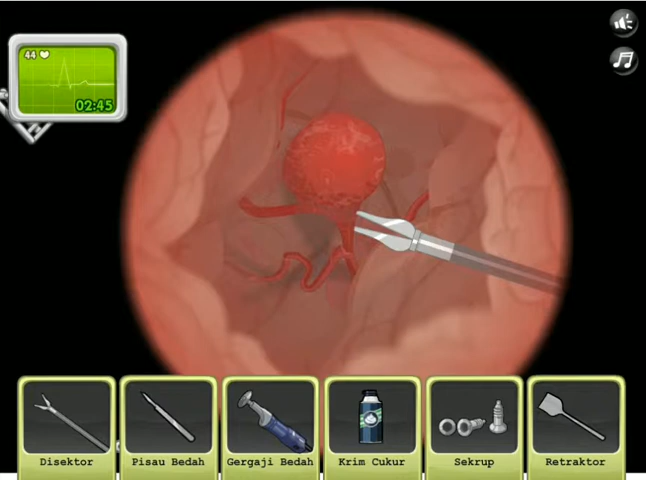 44
02:45
Disektor
Pisau Bedah
Gergaji Bedah
Krim Cukur
Sekrup
Retraktor